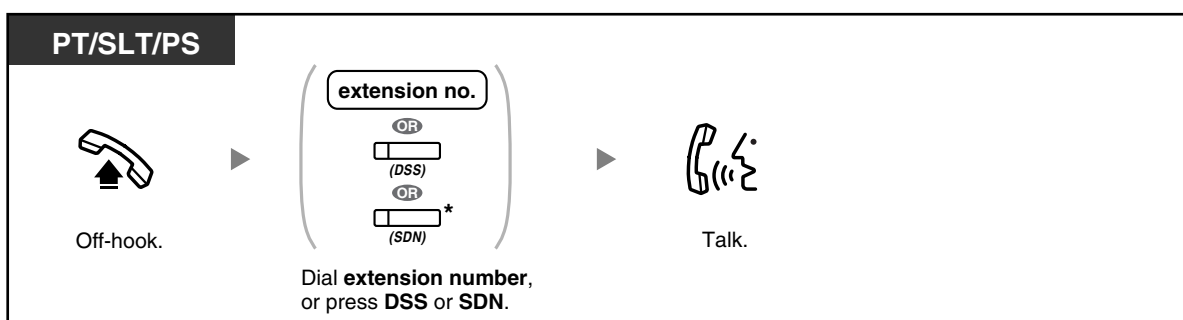 PT/SLT/PS
extension no.
OR
(DSS)
OR
*
(SDN)
Off-hook.
Talk.
Dial extension number,
or press DSS or SDN.